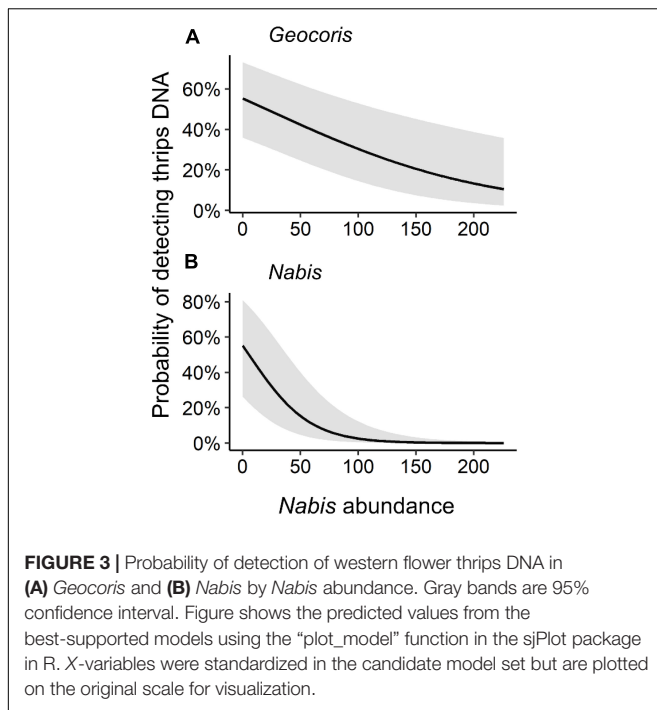 A Geocoris
Probability of detecting thrips DNA
60%
40%
20%
0%
0 50 100 150 200
B Nabis
80%
60%
40%
20%
0%
0 50 100 150 200
Nabis abundance
FIGURE 3 | Probability of detection of western flower thrips DNA in
(A) Geocoris and (B) Nabis by Nabis abundance. Gray bands are 95%
confidence interval. Figure shows the predicted values from the
best-supported models using the “plot_model” function in the sjPlot package
in R. X-variables were standardized in the candidate model set but are plotted
on the original scale for visualization.